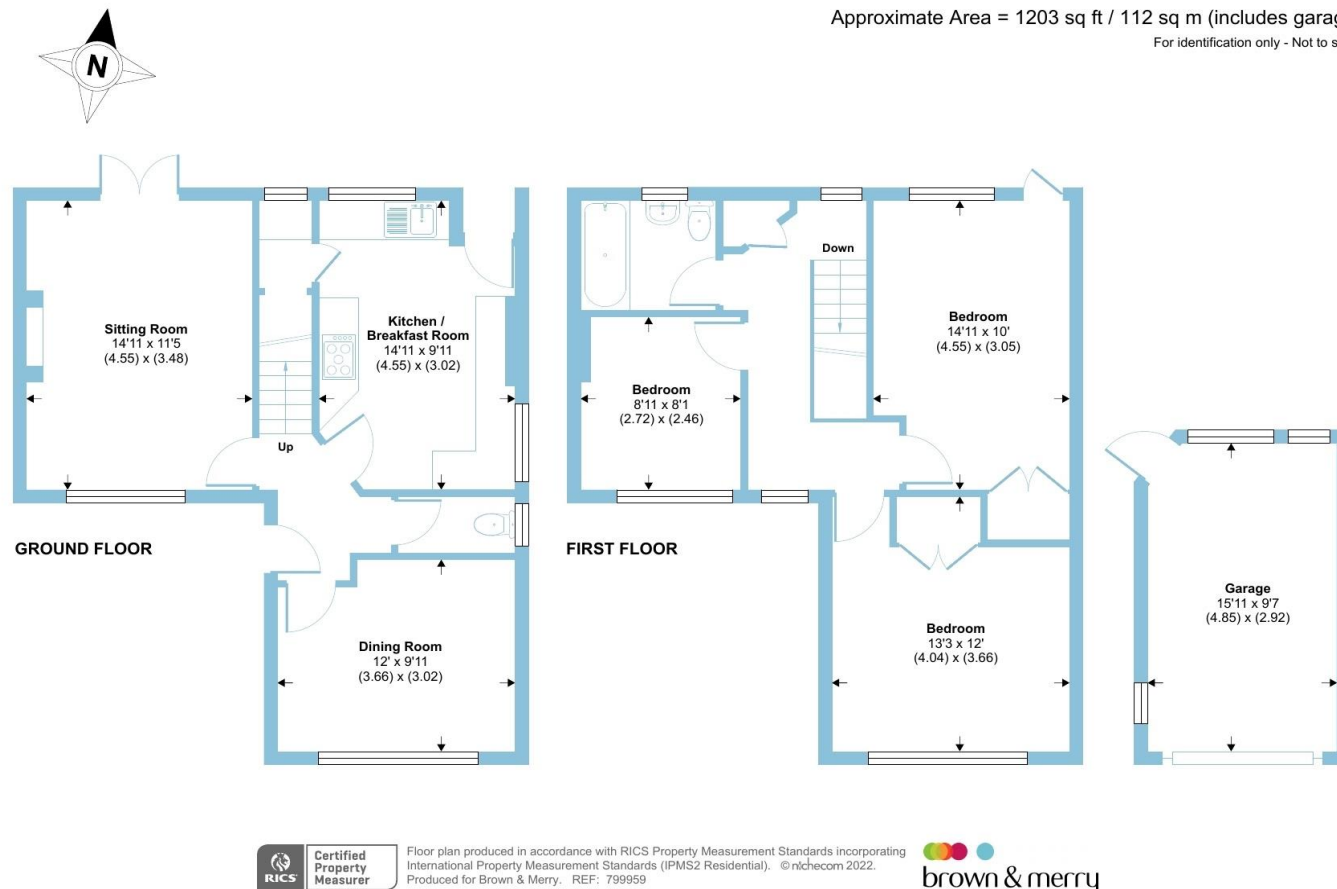 Approximate Area = 1203 sq ft / 112 sq m (includes garag
For identification only - Not to s
N
Sitting Room
14'11 x 11'5
(4.55) x (3.48)
Kitchen /
Breakfast Room
14'11 x 9'11
(4.55) x (3.02)
Up
GROUND FLOOR
Dining Room
12' x 9'11
(3.66) x (3.02)
Down
Bedroom
14'11 x 10'
(4.55) x (3.05)
Bedroom
8'11 x 8'1
(2.72) x (2.46)
FIRST FLOOR
Bedroom
13'3 x 12'
(4.04) x (3.66)
Garage
15'11 x 9'7
(4.85) x (2.92)
RICS
Certified
Property
Measurer
Floor plan produced in accordance with RICS Property Measurement Standards incorporating
International Property Measurement Standards (IPMS2 Residential). © nichecom 2022.
Produced for Brown & Merry. REF: 799959
brown & merry